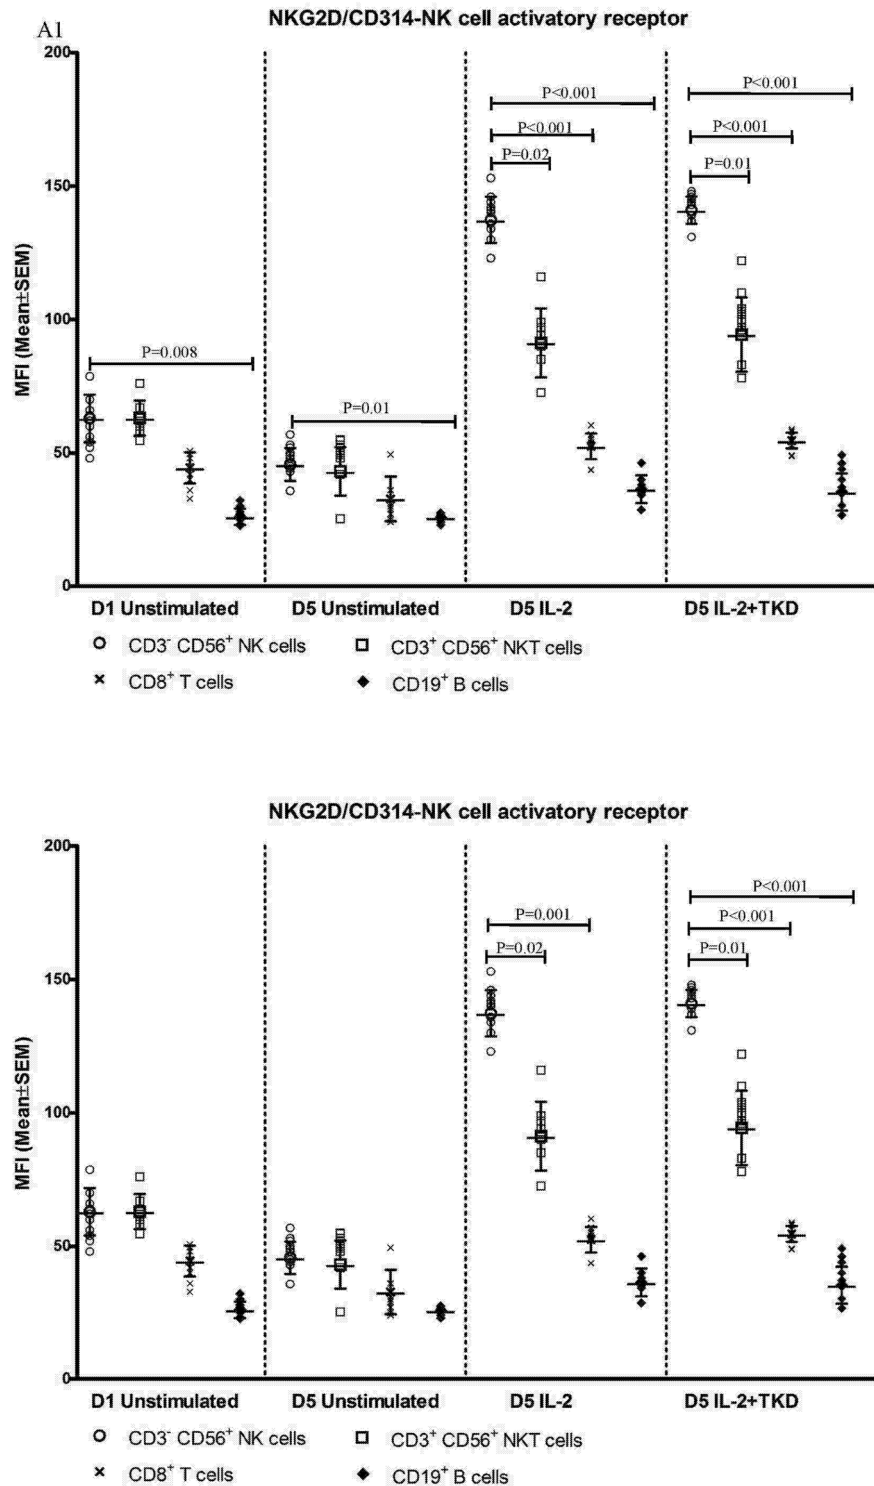 NKG2D/CD314-NK cell activatory receptor
A1
200
P<0.001
P<0.001
P<0.001
P<0.001
P=0.02
P=0.01
150
MFI (Mean±SEM)
100
P=0.008
P=0.01
50
0
D1 Unstimulated D5 Unstimulated D5 IL-2 D5 IL-2+TKD
CD3⁻ CD56⁺ NK cells CD3⁺ CD56⁺ NKT cells
CD8⁺ T cells CD19⁺ B cells
NKG2D/CD314-NK cell activatory receptor
200
P<0.001
P=0.001
P<0.001
P=0.02
P=0.01
150
MFI (Mean±SEM)
100
50
0
D1 Unstimulated D5 Unstimulated D5 IL-2 D5 IL-2+TKD
CD3⁻ CD56⁺ NK cells CD3⁺ CD56⁺ NKT cells
CD8⁺ T cells CD19⁺ B cells